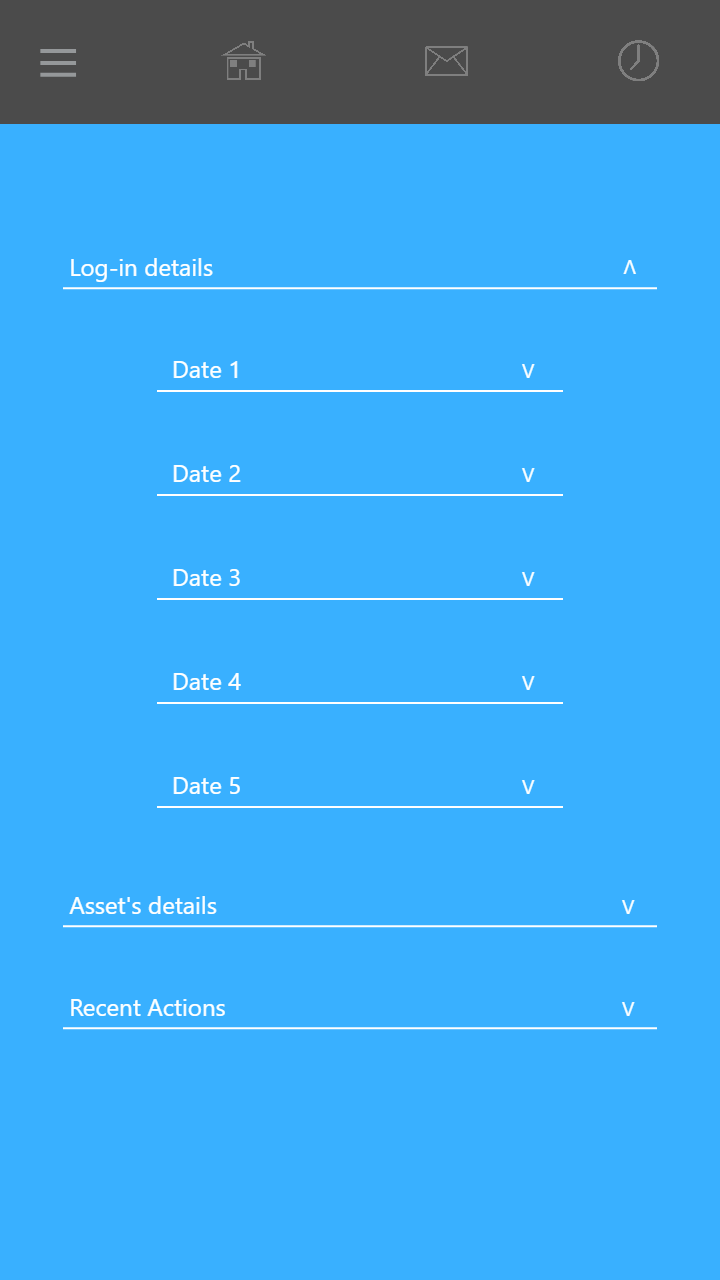 Log-in details ᐱ
Date 1 v
Date 2 v
Date 3 v
Date 4 v
Date 5 v
Asset's details v
Recent Actions v